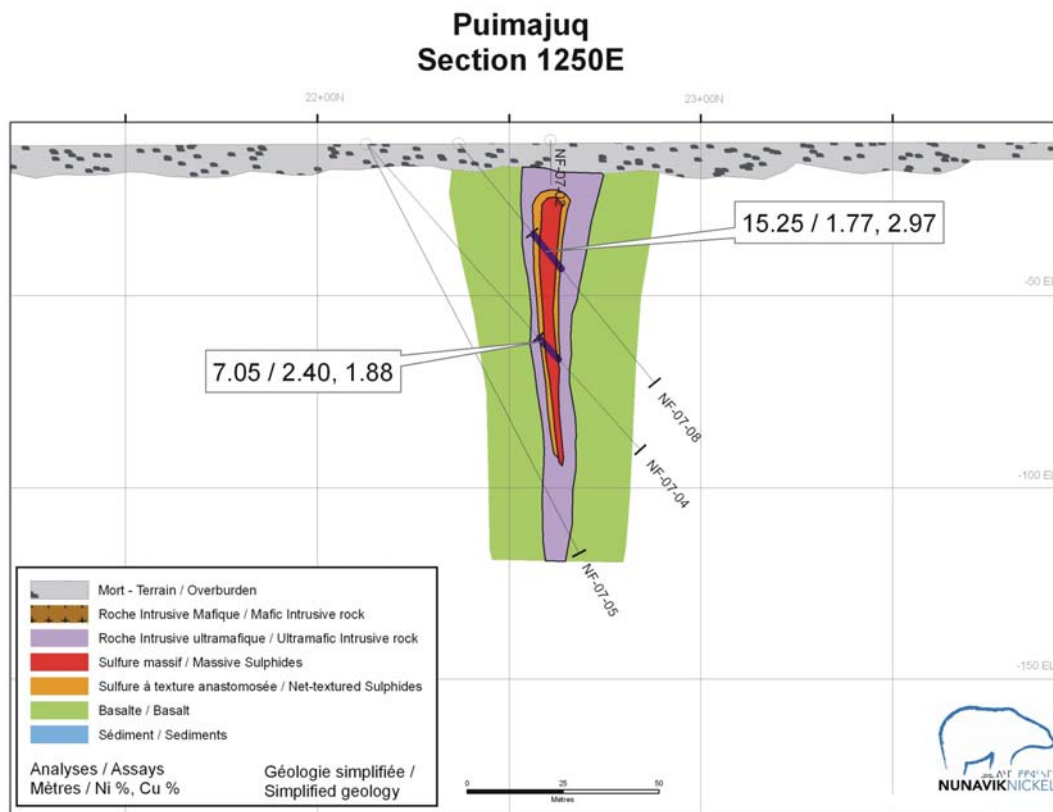 Puimajuq
Section 1250E
22+00N
23+00N
NF-07-02
15.25 / 1.77, 2.97
-50 EL
7.05 / 2.40, 1.88
NF-07-08
NF-07-04
-100 EL
NF-07-05
-150 EL
Mort - Terrain / Overburden
Roche Intrusive Mafique / Mafic Intrusive rock
Roche Intrusive ultramafique / Ultramafic Intrusive rock
Sulfure massif / Massive Sulphides
Sulfure à texture anastomosée / Net-textured Sulphides
Basalte / Basalt
Sédiment / Sediments
Analyses / Assays
Mètres / Ni %, Cu %
Géologie simplifiée /
Simplified geology
0 25 50
Mètres
NUNAVIKNICKEL